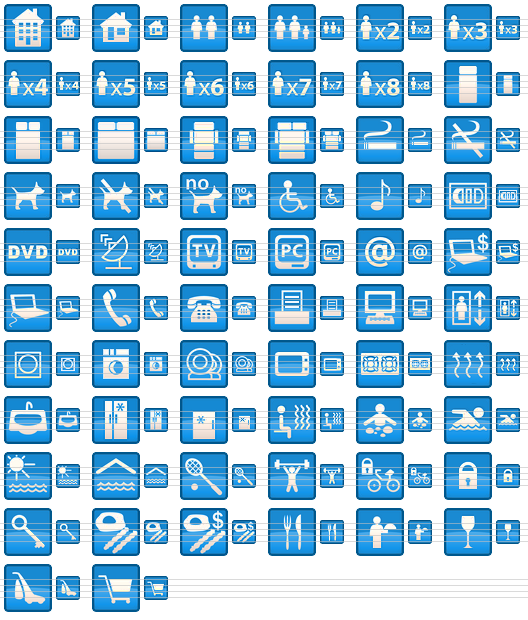 x2 x2 x3 x3
x4 x4 x5 x5 x6 x6 x7 x7 x8 x8
no no
DVD DVD TV TV PC PC @ @ $ $
$ $